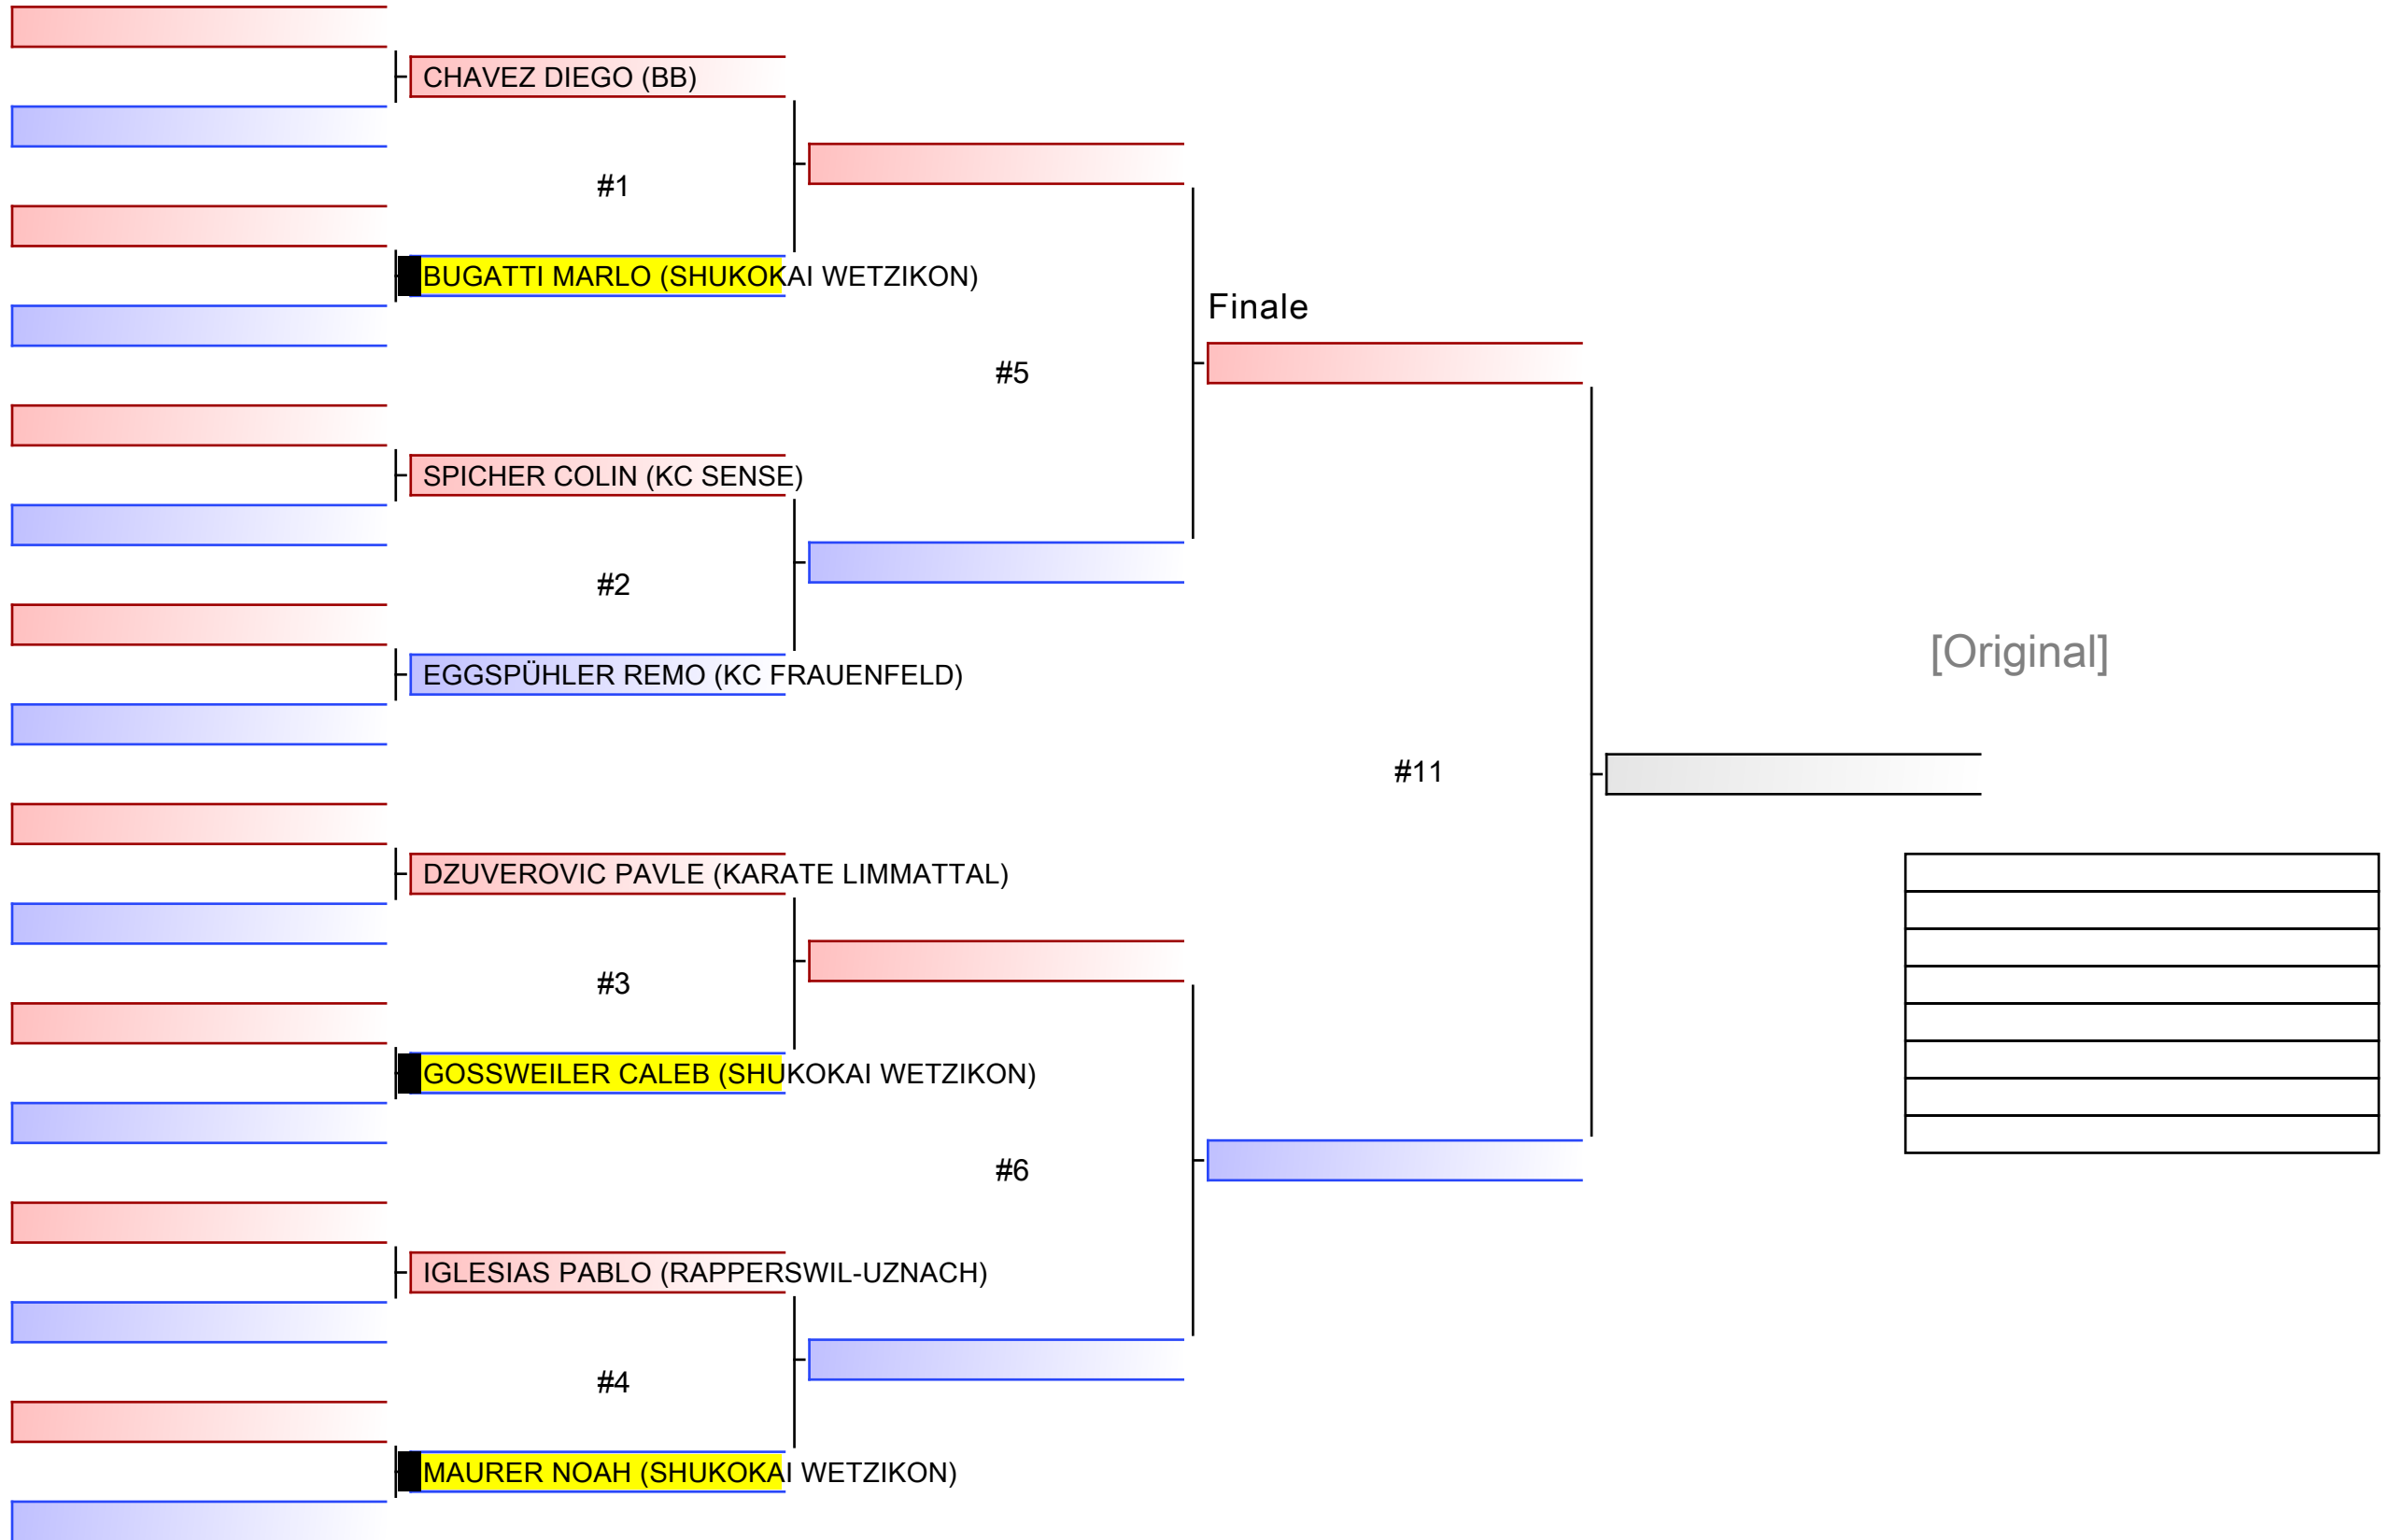 CHAVEZ DIEGO (BB)
#1
BUGATTI MARLO (SHUKOKAI WETZIKON)
Finale
#5
SPICHER COLIN (KC SENSE)
#2
[Original]
EGGSPÜHLER REMO (KC FRAUENFELD)
#11
DZUVEROVIC PAVLE (KARATE LIMMATTAL)
#3
GOSSWEILER CALEB (SHUKOKAI WETZIKON)
#6
IGLESIAS PABLO (RAPPERSWIL-UZNACH)
#4
MAURER NOAH (SHUKOKAI WETZIKON)